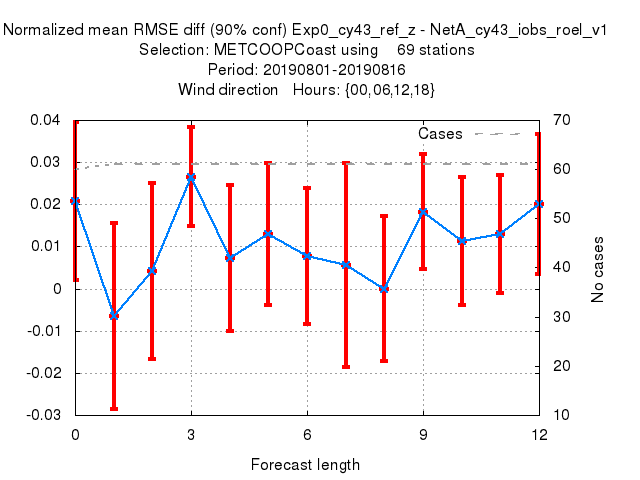 Normalized mean RMSE diff (90% conf) Exp0_cy43_ref_z - NetA_cy43_iobs_roel_v1
Selection: METCOOPCoast using 69 stations
Period: 20190801-20190816
Wind direction Hours: {00,06,12,18}
0.04
0.03
0.02
0.01
0
-0.01
-0.02
-0.03
Cases
70
60
50
40
30
20
10
No cases
0 3 6 9 12
Forecast length